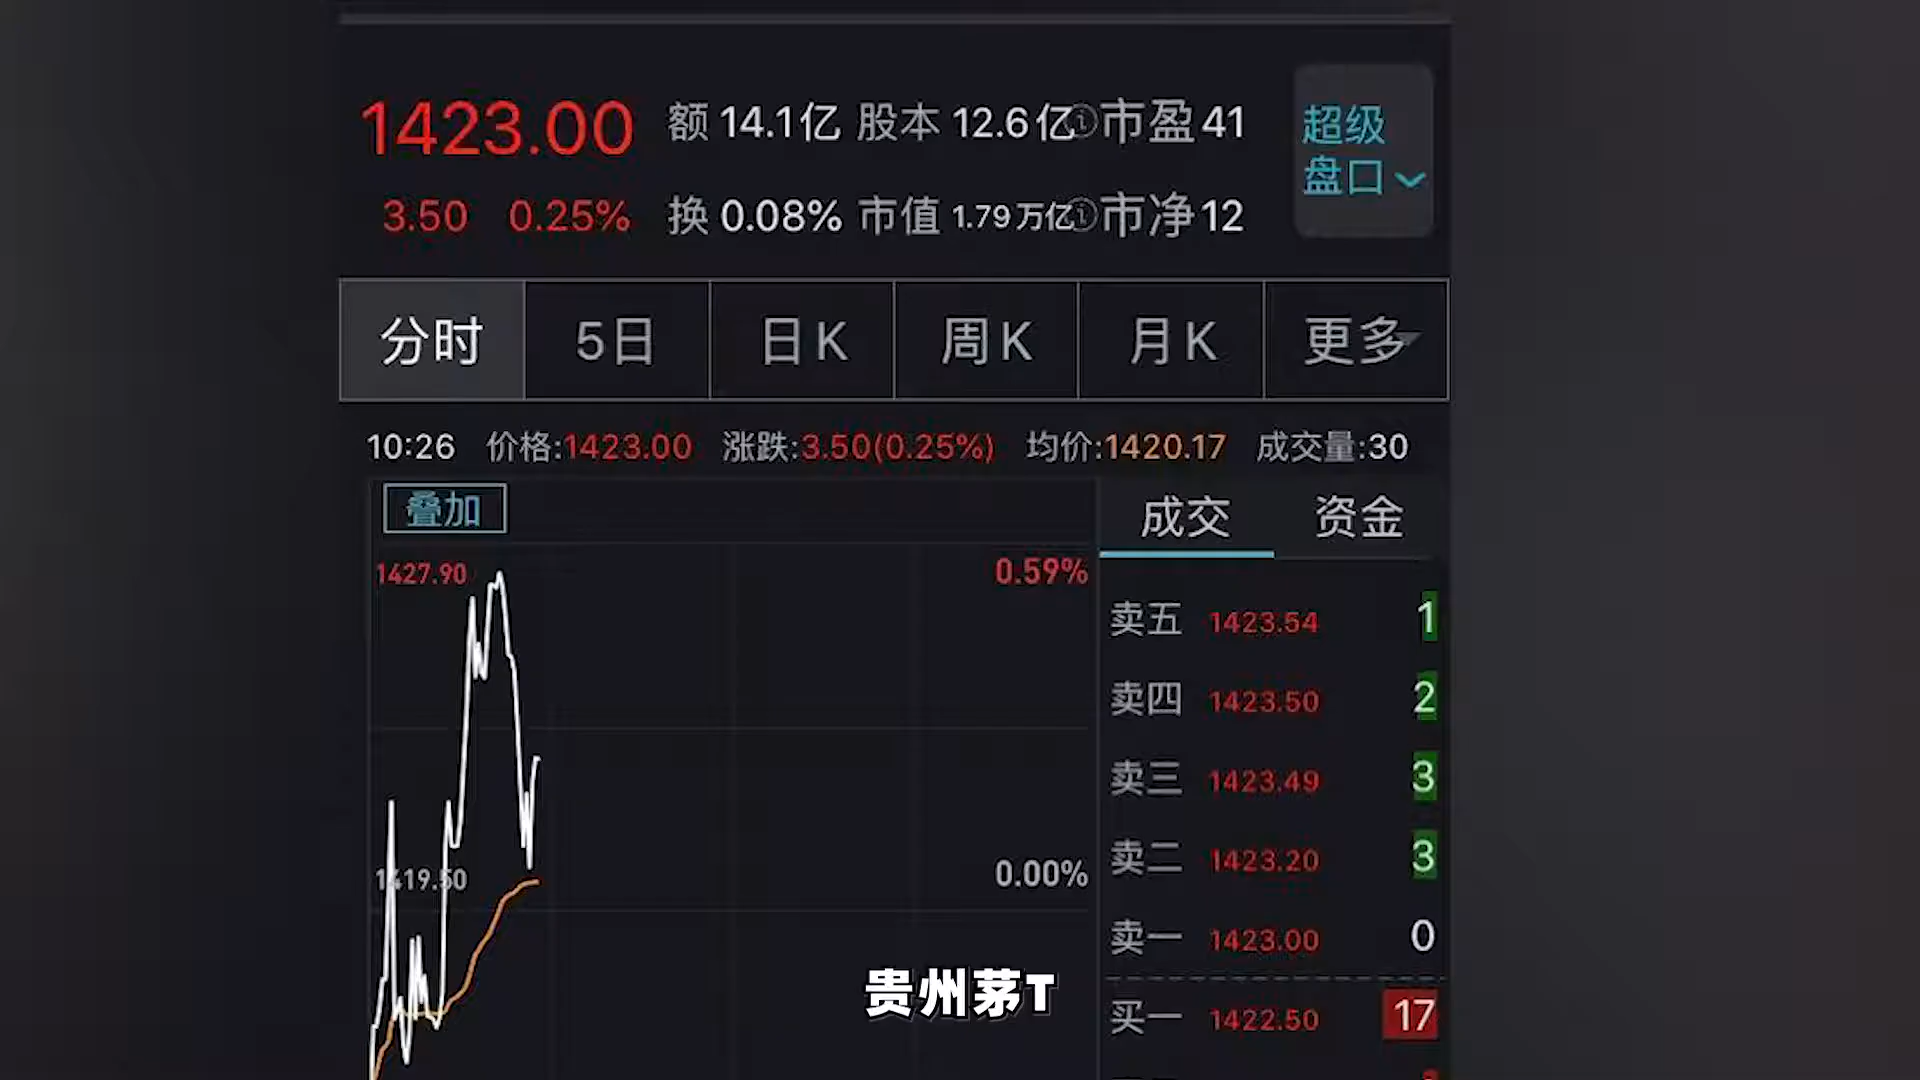 1423.00 额 14.1亿 股本 12.6亿 市盈 41
超级
盘口
3.50 0.25% 换 0.08% 市值 1.79万亿 市净 12
分时 5日 日K 周K 月K 更多
10:26 价格:1423.00 涨跌:3.50(0.25%) 均价:1420.17 成交量:30
叠加
成交 资金
1427.90 0.59%
1419.50 0.00%
卖五 1423.54 1
卖四 1423.50 2
卖三 1423.49 3
卖二 1423.20 3
卖一 1423.00 0
买一 1422.50 17
贵州茅T